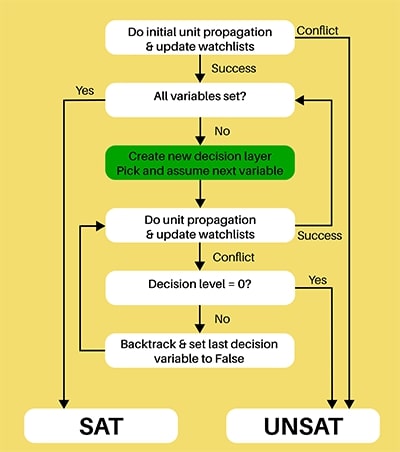 Do initial unit propagation
& update watchlists
Conflict
Success
Yes
All variables set?
No
Create new decision layer
Pick and assume next variable
Do unit propagation
& update watchlists
Success
Conflict
Decision level = 0?
Yes
No
Backtrack & set last decision
variable to False
SAT
UNSAT